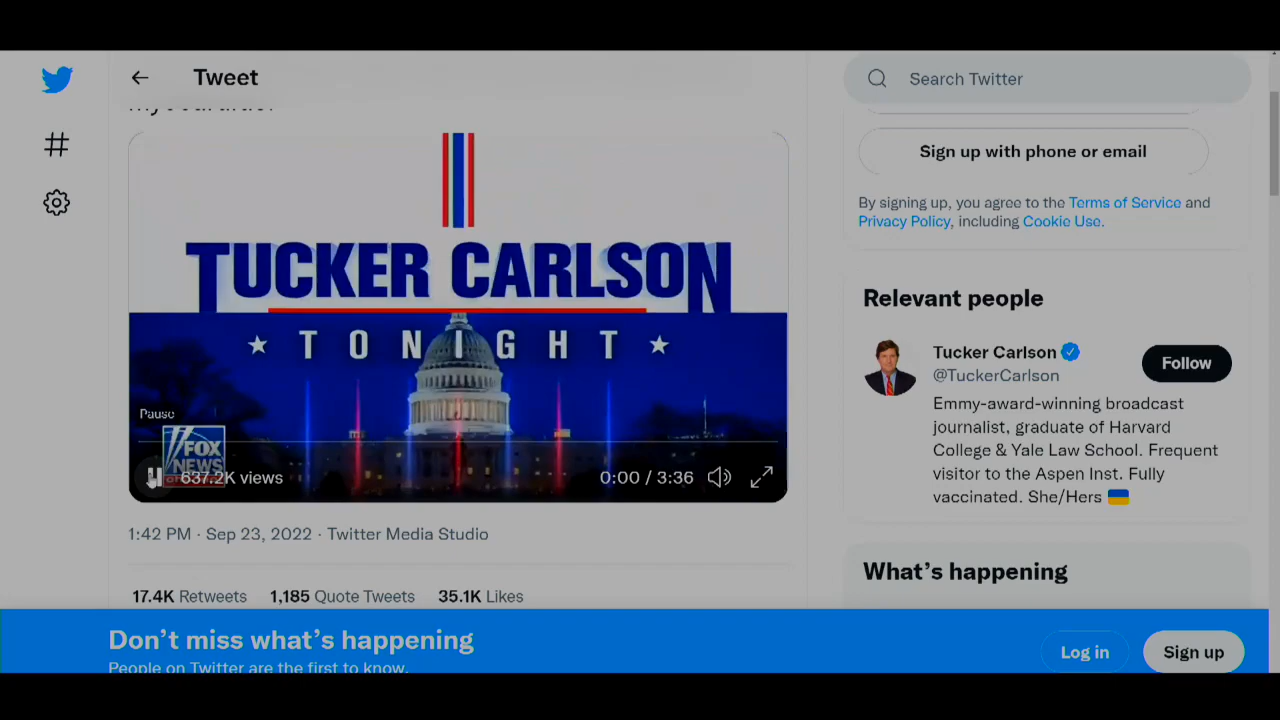 Tweet
Search Twitter
Sign up with phone or email
By signing up, you agree to the Terms of Service and
Privacy Policy, including Cookie Use.
TUCKER CARLSON
TONIGHT
Pause
FOX
NEWS
637.2K views
0:00 / 3:36
1:42 PM · Sep 23, 2022 · Twitter Media Studio
17.4K Retweets 1,185 Quote Tweets 35.1K Likes
Relevant people
Tucker Carlson
@TuckerCarlson
Follow
Emmy-award-winning broadcast
journalist, graduate of Harvard
College & Yale Law School. Frequent
visitor to the Aspen Inst. Fully
vaccinated. She/Hers
What's happening
Don't miss what's happening
People on Twitter are the first to know.
Log in
Sign up